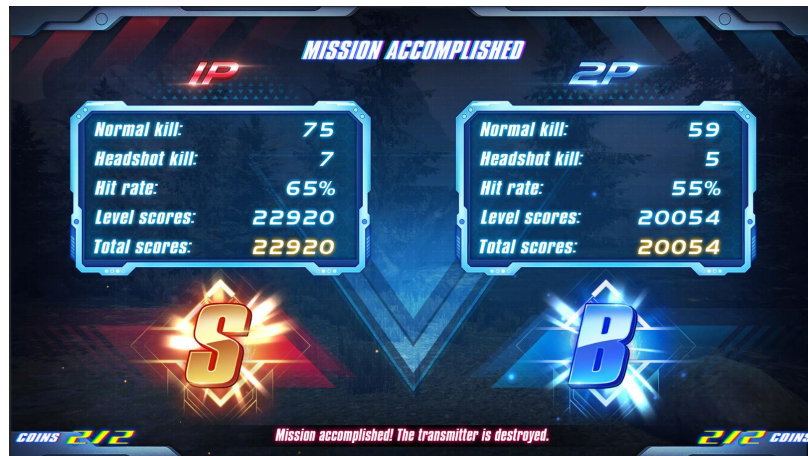 MISSION ACCOMPLISHED
1P
2P
Normal kill: 75
Headshot kill: 7
Hit rate: 65%
Level scores: 22920
Total scores: 22920
Normal kill: 59
Headshot kill: 5
Hit rate: 55%
Level scores: 20054
Total scores: 20054
S
B
COINS 2/2
Mission accomplished! The transmitter is destroyed.
2/2 COINS